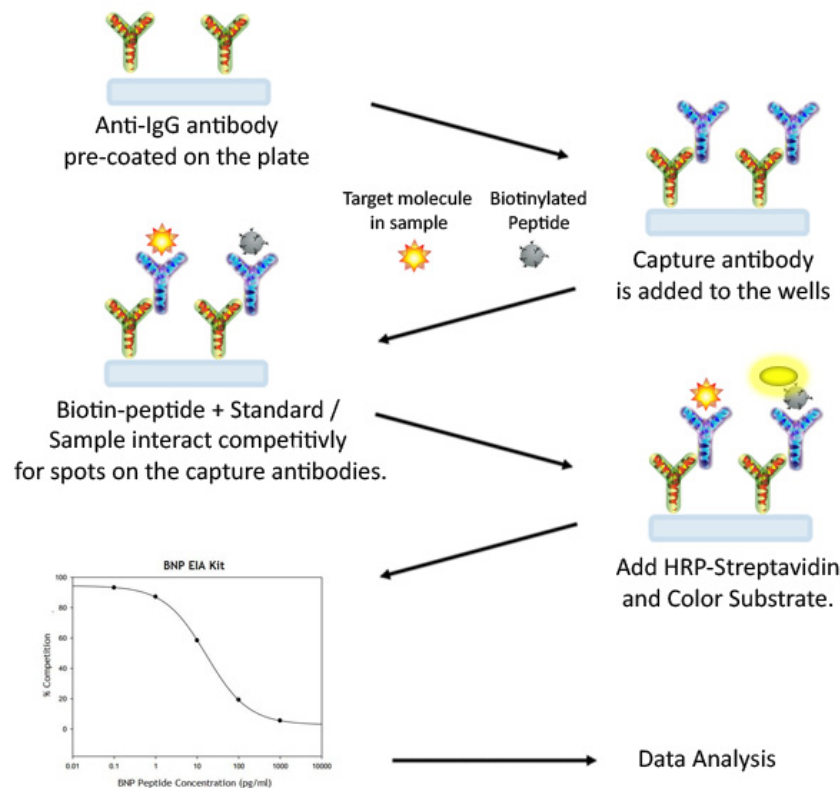 Anti-IgG antibody
pre-coated on the plate
Target molecule
in sample
Biotinylated
Peptide
Capture antibody
is added to the wells
Biotin-peptide + Standard /
Sample interact competitivly
for spots on the capture antibodies.
Add HRP-Streptavidin
and Color Substrate.
BNP EIA Kit
100
80
60
40
20
0
% Competition
0.01 0.1 1 10 100 1000 10000
BNP Peptide Concentration (pg/ml)
Data Analysis